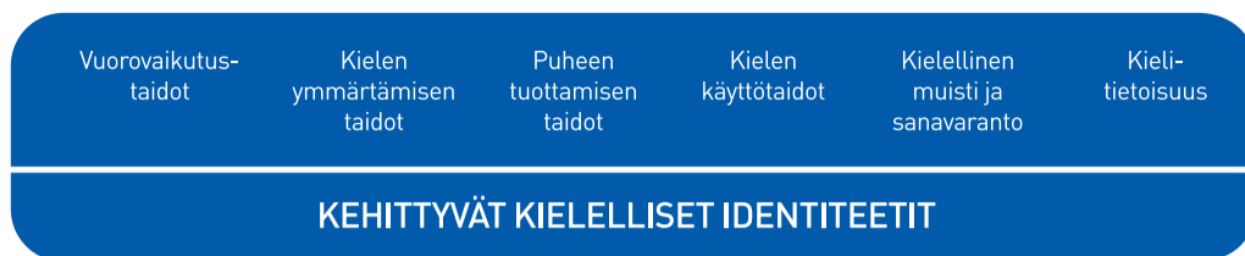 Vuorovaikutus-
taidot
Kielen
ymmärtämisen
taidot
Puheen
tuottamisen
taidot
Kielen
käyttötaidot
Kielellinen
muisti ja
sanavaranto
Kieli-
tietoisuus
KEHITTYVÄT KIELELLISET IDENTITEETIT